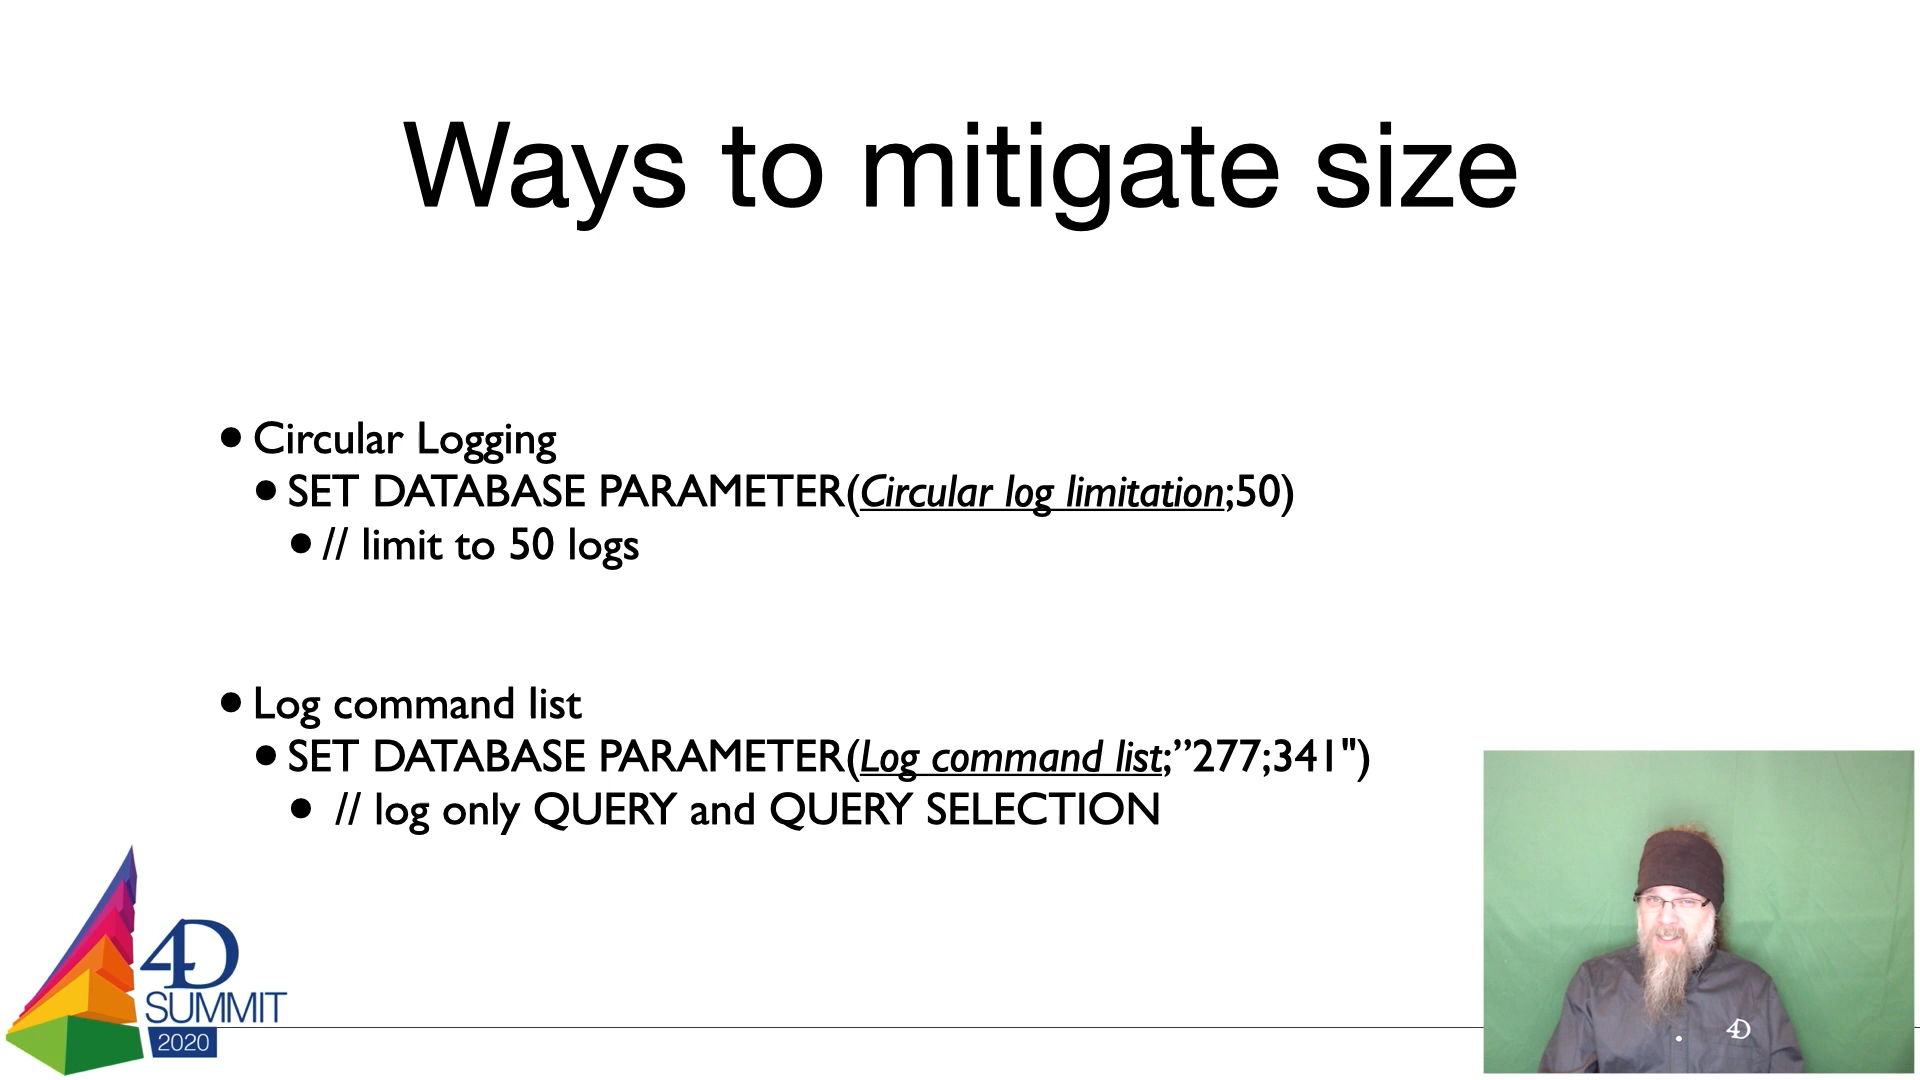 Ways to mitigate size
• Circular Logging
• SET DATABASE PARAMETER(Circular log limitation;50)
• // limit to 50 logs
• Log command list
• SET DATABASE PARAMETER(Log command list;”277;341")
• // log only QUERY and QUERY SELECTION
4D
SUMMIT
2020
4D